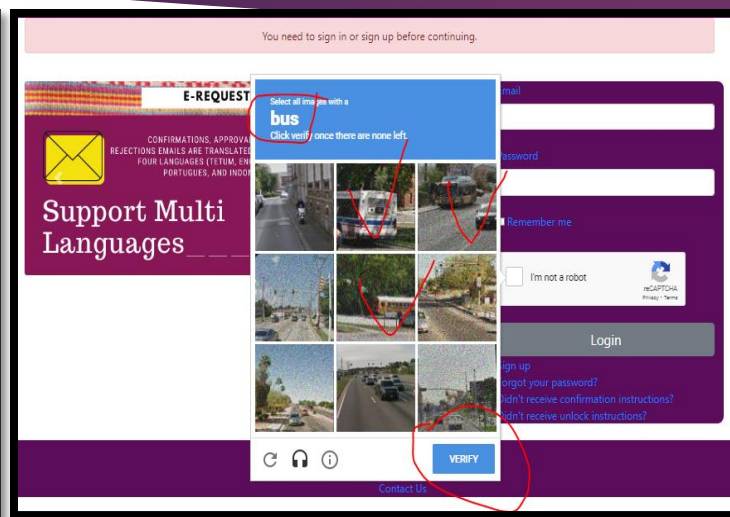 You need to sign in or sign up before continuing.
E-REQUEST
CONFIRMATIONS, APPROVA
REJECTIONS EMAILS ARE TRANSLATED
FOUR LANGUAGES (TETUM, EN
PORTUGUES, AND INDO
Support Multi
Languages
Select all images with a
bus
Click verify once there are none left.
VERIFY
Email
Password
Remember me
I'm not a robot
reCAPTCHA
Privacy - Terms
Login
Sign up
Forgot your password?
Didn't receive confirmation instructions?
Didn't receive unlock instructions?
Contact Us